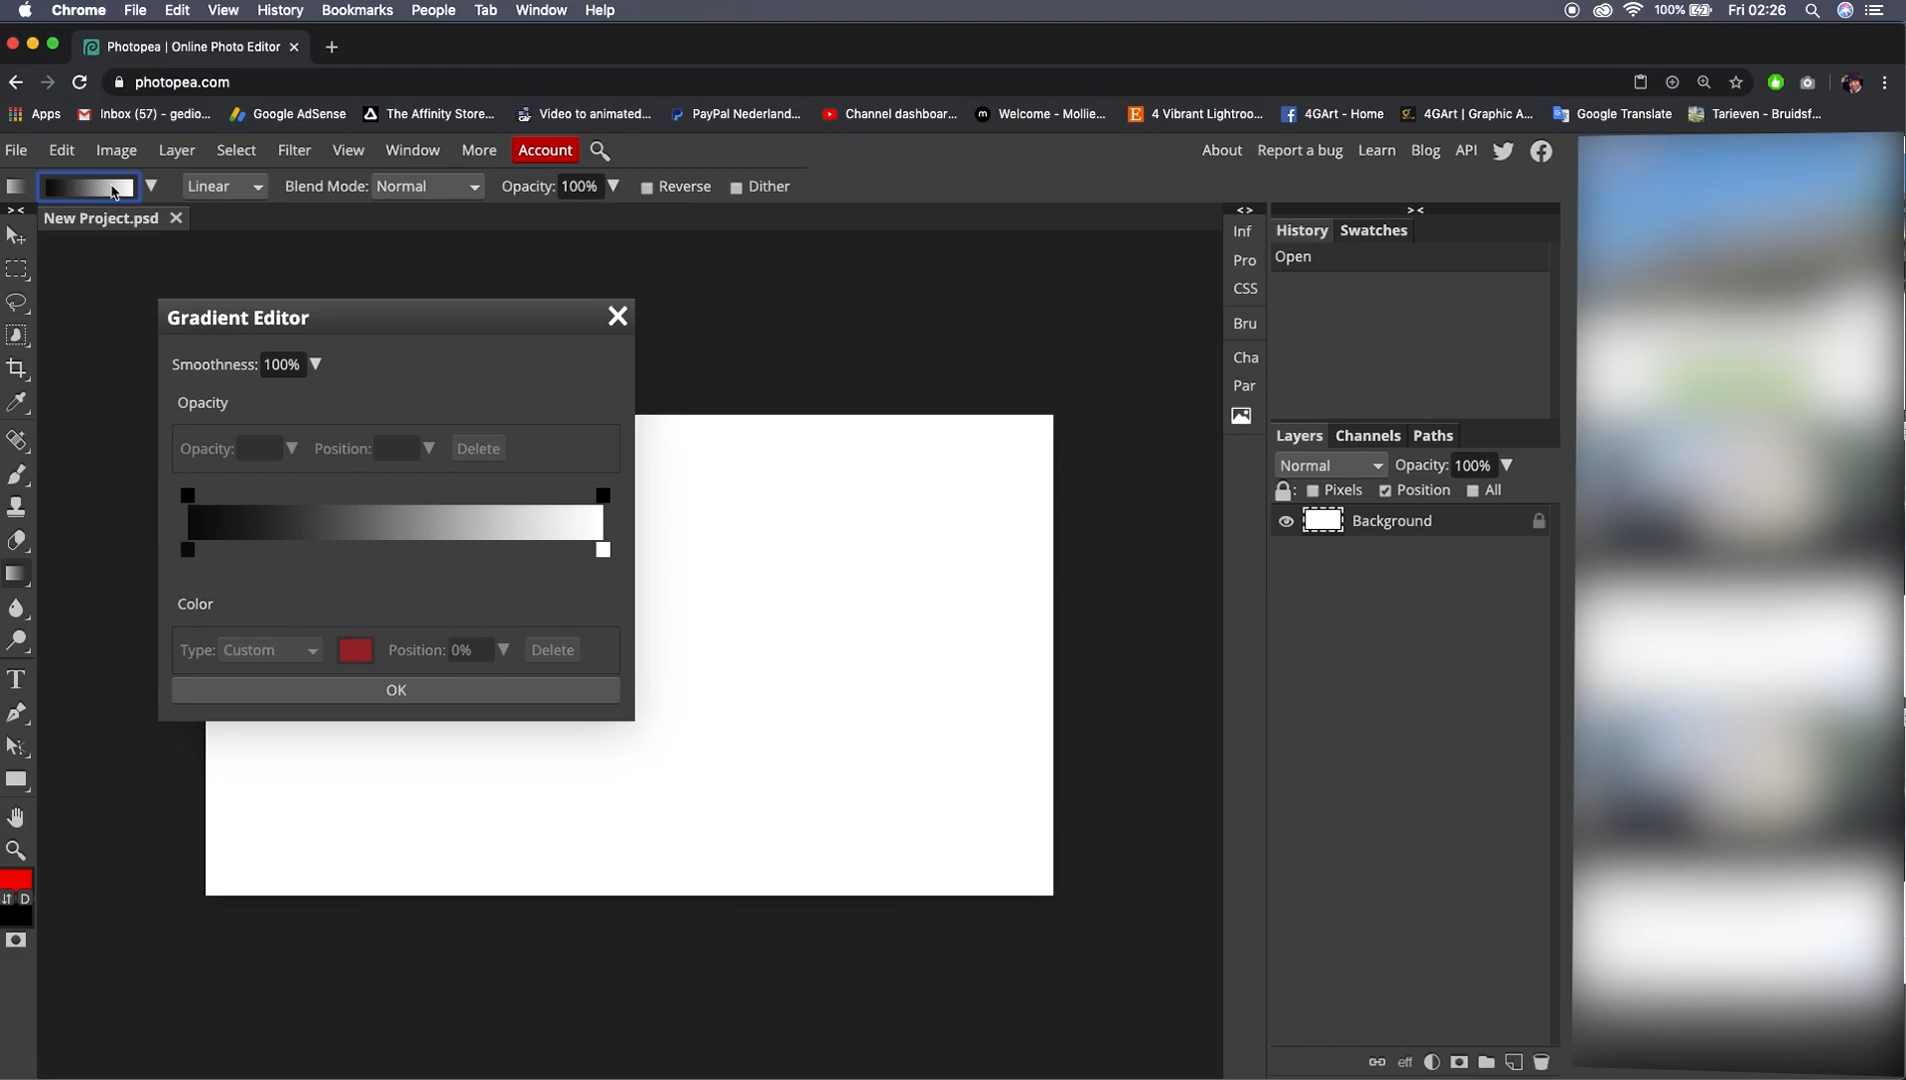 Chrome File Edit View History Bookmarks People Tab Window Help 100% Fri 02:26
Photopea | Online Photo Editor
photopea.com
Apps Inbox (57) - gedio... Google AdSense The Affinity Store... Video to animated... PayPal Nederland... Channel dashboar... Welcome - Mollie... 4 Vibrant Lightroo... 4GArt - Home 4GArt | Graphic A... Google Translate Tarieven - Bruidsf...
File Edit Image Layer Select Filter View Window More Account About Report a bug Learn Blog API
Linear Blend Mode: Normal Opacity: 100% Reverse Dither
New Project.psd
Inf
Pro
CSS
Bru
Cha
Par
History Swatches
Open
Gradient Editor
Smoothness: 100%
Opacity
Opacity: Position: Delete
Color
Type: Custom Position: 0% Delete
OK
Layers Channels Paths
Normal Opacity: 100%
: Pixels Position All
Background
T
D
eff